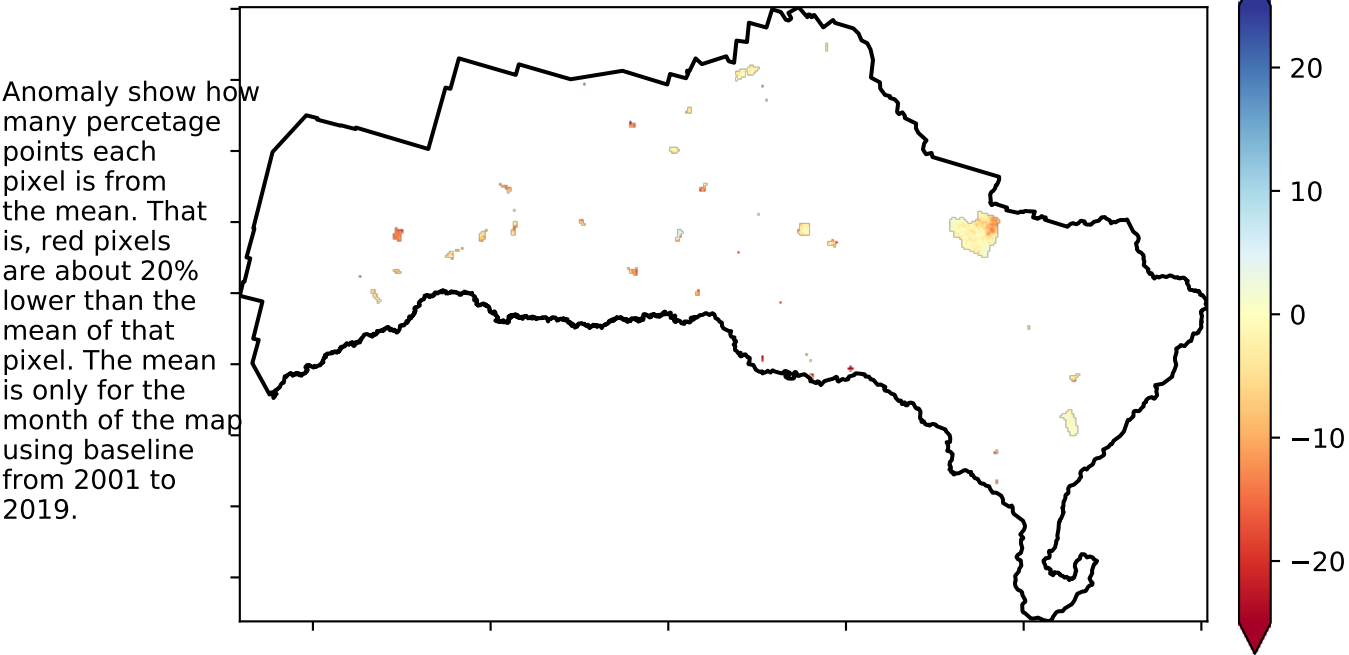 Anomaly show how
many percetage
points each
pixel is from
the mean. That
is, red pixels
are about 20%
lower than the
mean of that
pixel. The mean
is only for the
month of the map
using baseline
from 2001 to
2019.
20
10
0
−10
−20